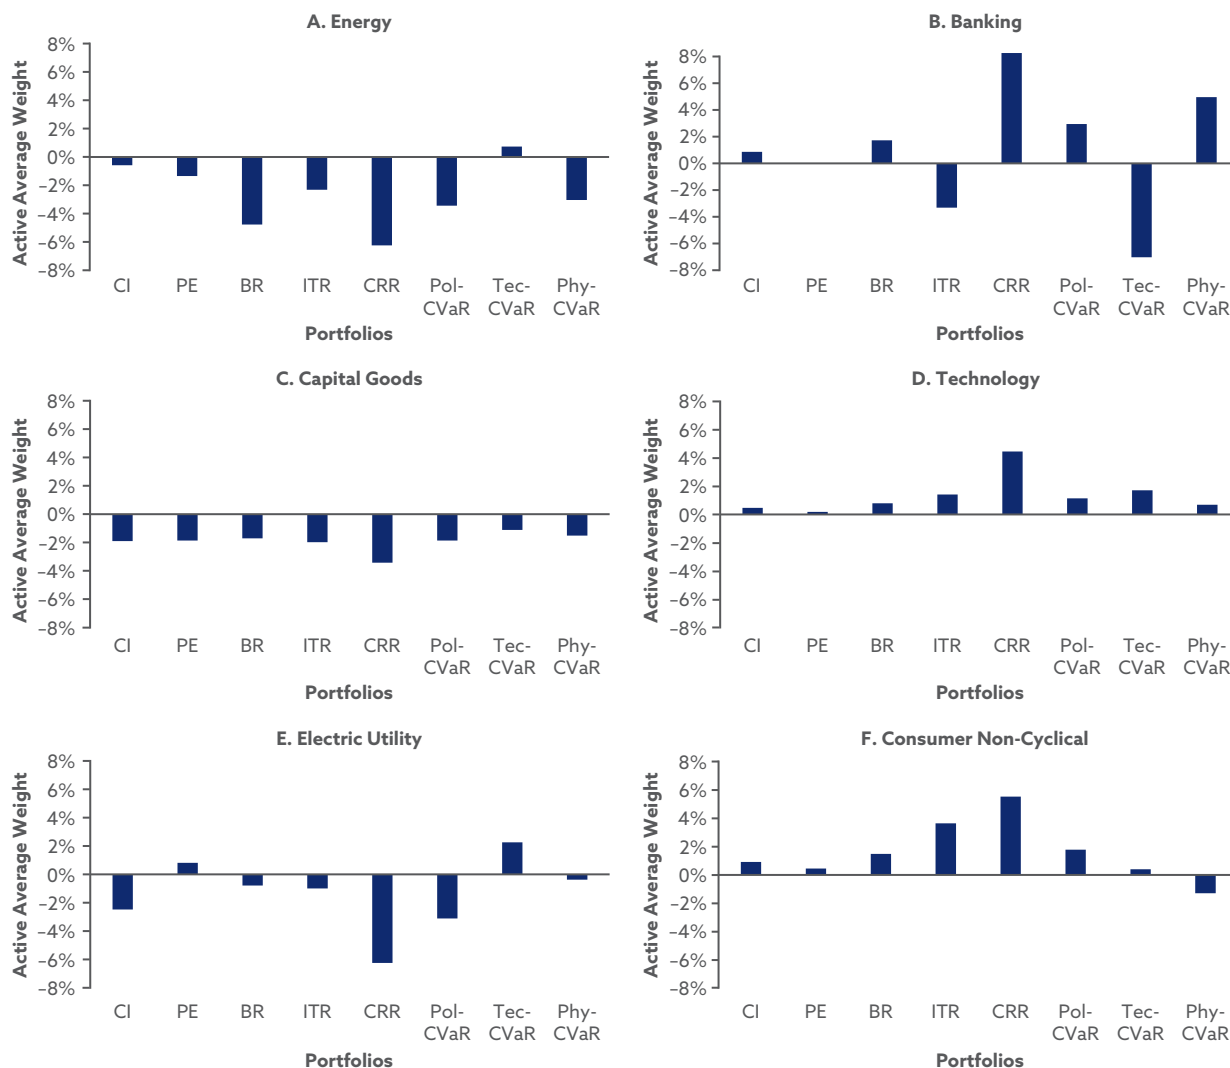 A. Energy
Active Average Weight
8%
6%
4%
2%
0%
–2%
–4%
–6%
–8%
CI PE BR ITR CRR Pol-CVaR Tec-CVaR Phy-CVaR
Portfolios
B. Banking
Active Average Weight
8%
6%
4%
2%
0%
–2%
–4%
–6%
–8%
CI PE BR ITR CRR Pol-CVaR Tec-CVaR Phy-CVaR
Portfolios
C. Capital Goods
Active Average Weight
8%
6%
4%
2%
0%
–2%
–4%
–6%
–8%
CI PE BR ITR CRR Pol-CVaR Tec-CVaR Phy-CVaR
Portfolios
D. Technology
Active Average Weight
8%
6%
4%
2%
0%
–2%
–4%
–6%
–8%
CI PE BR ITR CRR Pol-CVaR Tec-CVaR Phy-CVaR
Portfolios
E. Electric Utility
Active Average Weight
8%
6%
4%
2%
0%
–2%
–4%
–6%
–8%
CI PE BR ITR CRR Pol-CVaR Tec-CVaR Phy-CVaR
Portfolios
F. Consumer Non-Cyclical
Active Average Weight
8%
6%
4%
2%
0%
–2%
–4%
–6%
–8%
CI PE BR ITR CRR Pol-CVaR Tec-CVaR Phy-CVaR
Portfolios